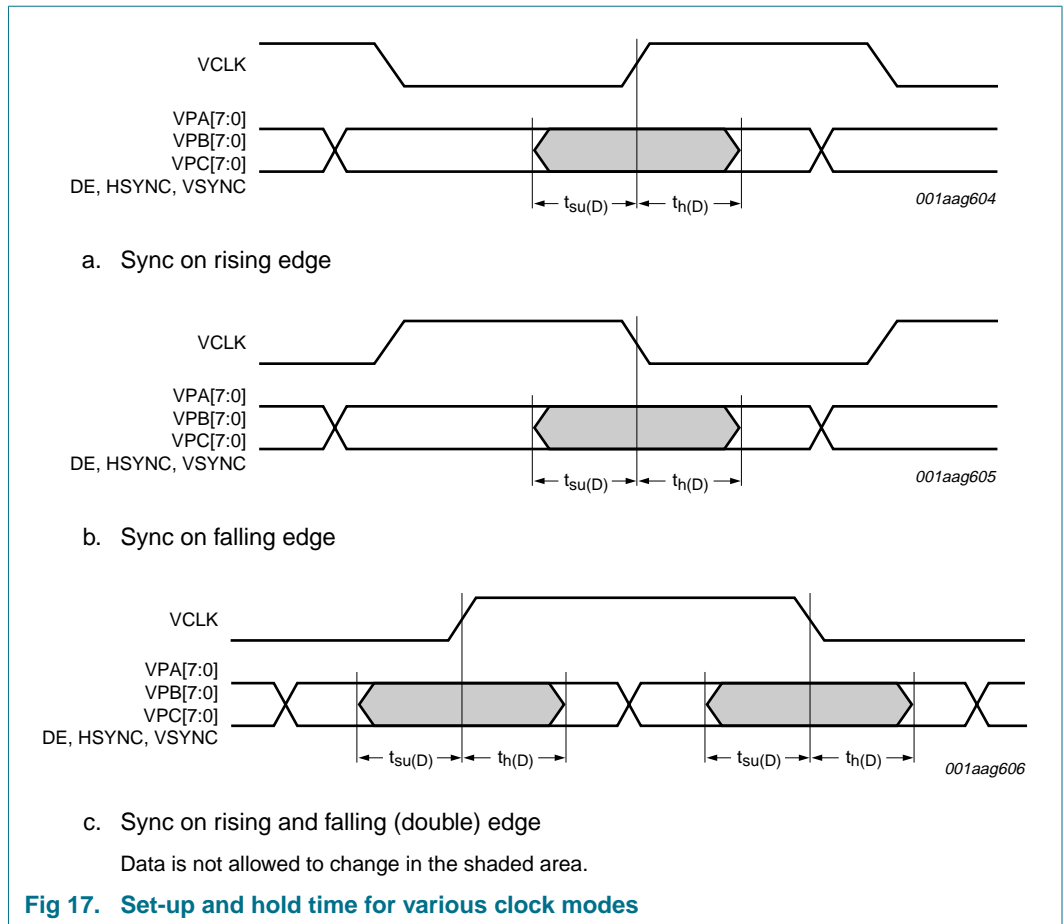 VCLK
VPA[7:0]
VPB[7:0]
VPC[7:0]
DE, HSYNC, VSYNC
tsu(D) th(D)
001aag604
a. Sync on rising edge
VCLK
VPA[7:0]
VPB[7:0]
VPC[7:0]
DE, HSYNC, VSYNC
tsu(D) th(D)
001aag605
b. Sync on falling edge
VCLK
VPA[7:0]
VPB[7:0]
VPC[7:0]
DE, HSYNC, VSYNC
tsu(D) th(D) tsu(D) th(D)
001aag606
c. Sync on rising and falling (double) edge
Data is not allowed to change in the shaded area.
Fig 17. Set-up and hold time for various clock modes